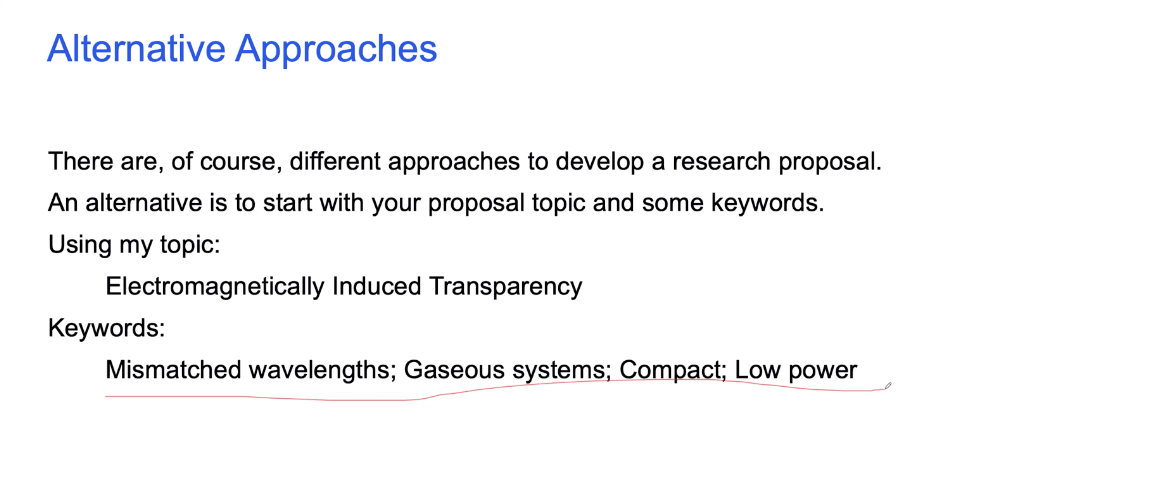 Alternative Approaches
There are, of course, different approaches to develop a research proposal.
An alternative is to start with your proposal topic and some keywords.
Using my topic:
Electromagnetically Induced Transparency
Keywords:
Mismatched wavelengths; Gaseous systems; Compact; Low power